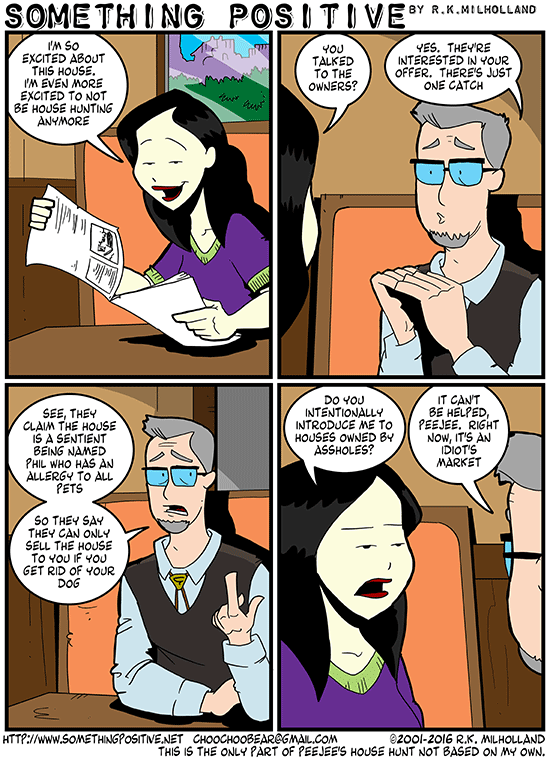 SOMETHING POSITIVE BY R.K.MILHOLLAND
I'M SO
EXCITED ABOUT
THIS HOUSE.
I'M EVEN MORE
EXCITED TO NOT
BE HOUSE HUNTING
ANYMORE
YOU
TALKED
TO THE
OWNERS?
YES. THEY'RE
INTERESTED IN YOUR
OFFER. THERE'S JUST
ONE CATCH
SEE, THEY
CLAIM THE HOUSE
IS A SENTIENT
BEING NAMED
PHIL WHO HAS AN
ALLERGY TO ALL
PETS
SO THEY SAY
THEY CAN ONLY
SELL THE HOUSE
TO YOU IF YOU
GET RID OF YOUR
DOG
DO YOU
INTENTIONALLY
INTRODUCE ME TO
HOUSES OWNED BY
ASSHOLES?
IT CAN'T
BE HELPED,
PEEJEE. RIGHT
NOW, IT'S AN
IDIOT'S
MARKET
HTTP://WWW.SOMETHINGPOSITIVE.NET CHOOCHOOBEAR@GMAIL.COM ©2001-2016 R.K. MILHOLLAND
THIS IS THE ONLY PART OF PEEJEE'S HOUSE HUNT NOT BASED ON MY OWN.